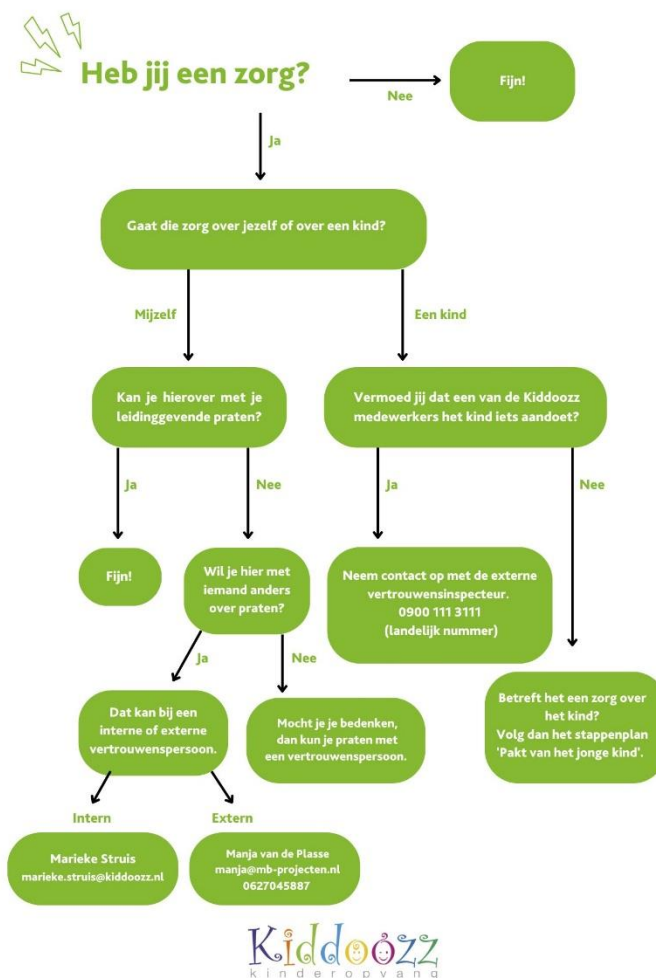 Heb jij een zorg?
Nee
Fijn!
Ja
Gaat die zorg over jezelf of over een kind?
Mijzelf
Een kind
Kan je hierover met je
leidinggevende praten?
Vermoed jij dat een van de Kiddoozz
medewerkers het kind iets aandoet?
Ja
Nee
Ja
Nee
Fijn!
Wil je hier met
iemand anders
over praten?
Neem contact op met de externe
vertrouwensinspecteur.
0900 111 3111
(landelijk nummer)
Ja
Nee
Dat kan bij een
interne of externe
vertrouwenspersoon.
Mocht je je bedenken,
dan kun je praten met
een vertrouwenspersoon.
Betreft het een zorg over
het kind?
Volg dan het stappenplan
'Pakt van het jonge kind'.
Intern
Extern
Marieke Struis
marieke.struis@kiddoozz.nl
Manja van de Plasse
manja@mb-projecten.nl
0627045887
Kiddoozz
kinderopvang